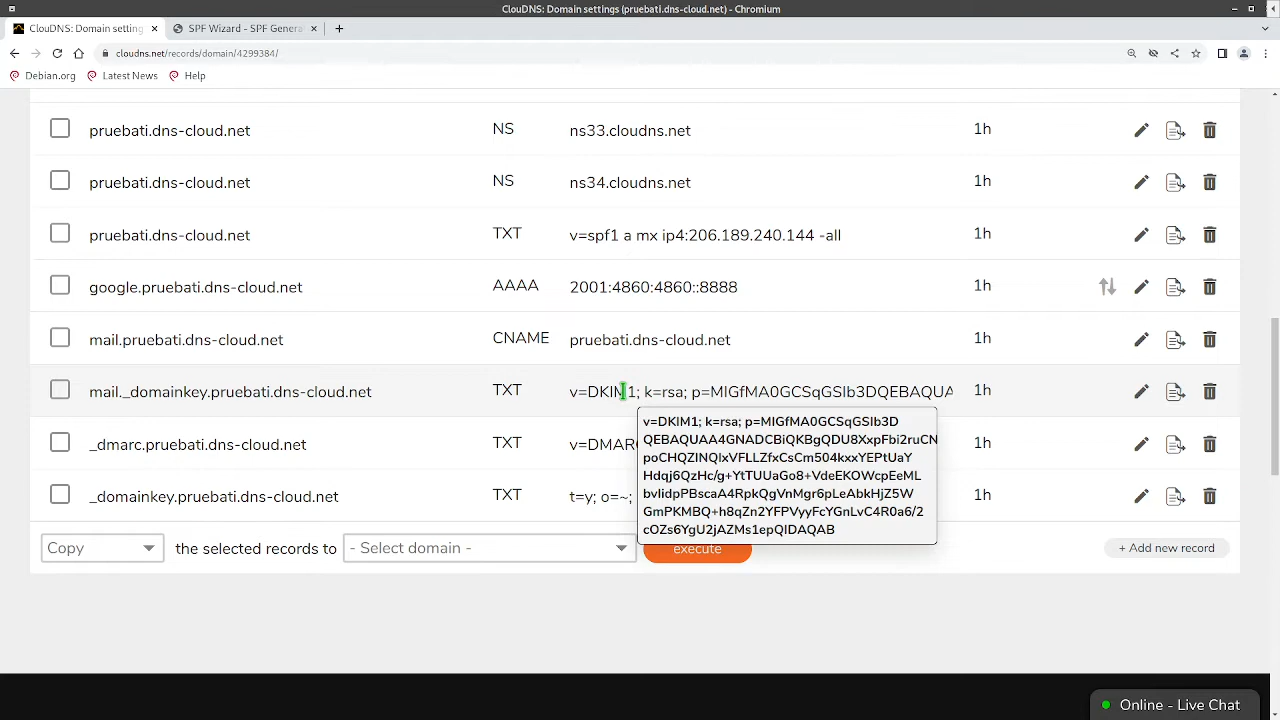 ClouDNS: Domain settings (pruebati.dns-cloud.net) - Chromium
ClouDNS: Domain setting
SPF Wizard - SPF Genera
cloudns.net/records/domain/4299384/
Debian.org Latest News Help
pruebati.dns-cloud.net NS ns33.cloudns.net 1h
pruebati.dns-cloud.net NS ns34.cloudns.net 1h
pruebati.dns-cloud.net TXT v=spf1 a mx ip4:206.189.240.144 -all 1h
google.pruebati.dns-cloud.net AAAA 2001:4860:4860::8888 1h
mail.pruebati.dns-cloud.net CNAME pruebati.dns-cloud.net 1h
mail._domainkey.pruebati.dns-cloud.net TXT v=DKIM1; k=rsa; p=MIGfMA0GCSqGSIb3DQEBAQUA 1h
_dmarc.pruebati.dns-cloud.net TXT v=DMARC 1h
_domainkey.pruebati.dns-cloud.net TXT t=y; o=~; 1h
v=DKIM1; k=rsa; p=MIGfMA0GCSqGSIb3D
QEBAQUAA4GNADCBiQKBgQDU8XxpFbi2ruCN
poCHQZINQlxVFLLZfxCsCm504kxxYEPtUaY
Hdqj6QzHc/g+YtTUUaGo8+VdeEKOWcpEeML
bvIidpPBscaA4RpkQgVnMgr6pLeAbkHjZ5W
GmPKMBQ+h8qZn2YFPVyyFcYGnLvC4R0a6/2
cOZs6YgU2jAZMs1epQIDAQAB
Copy the selected records to - Select domain - execute + Add new record
Online - Live Chat